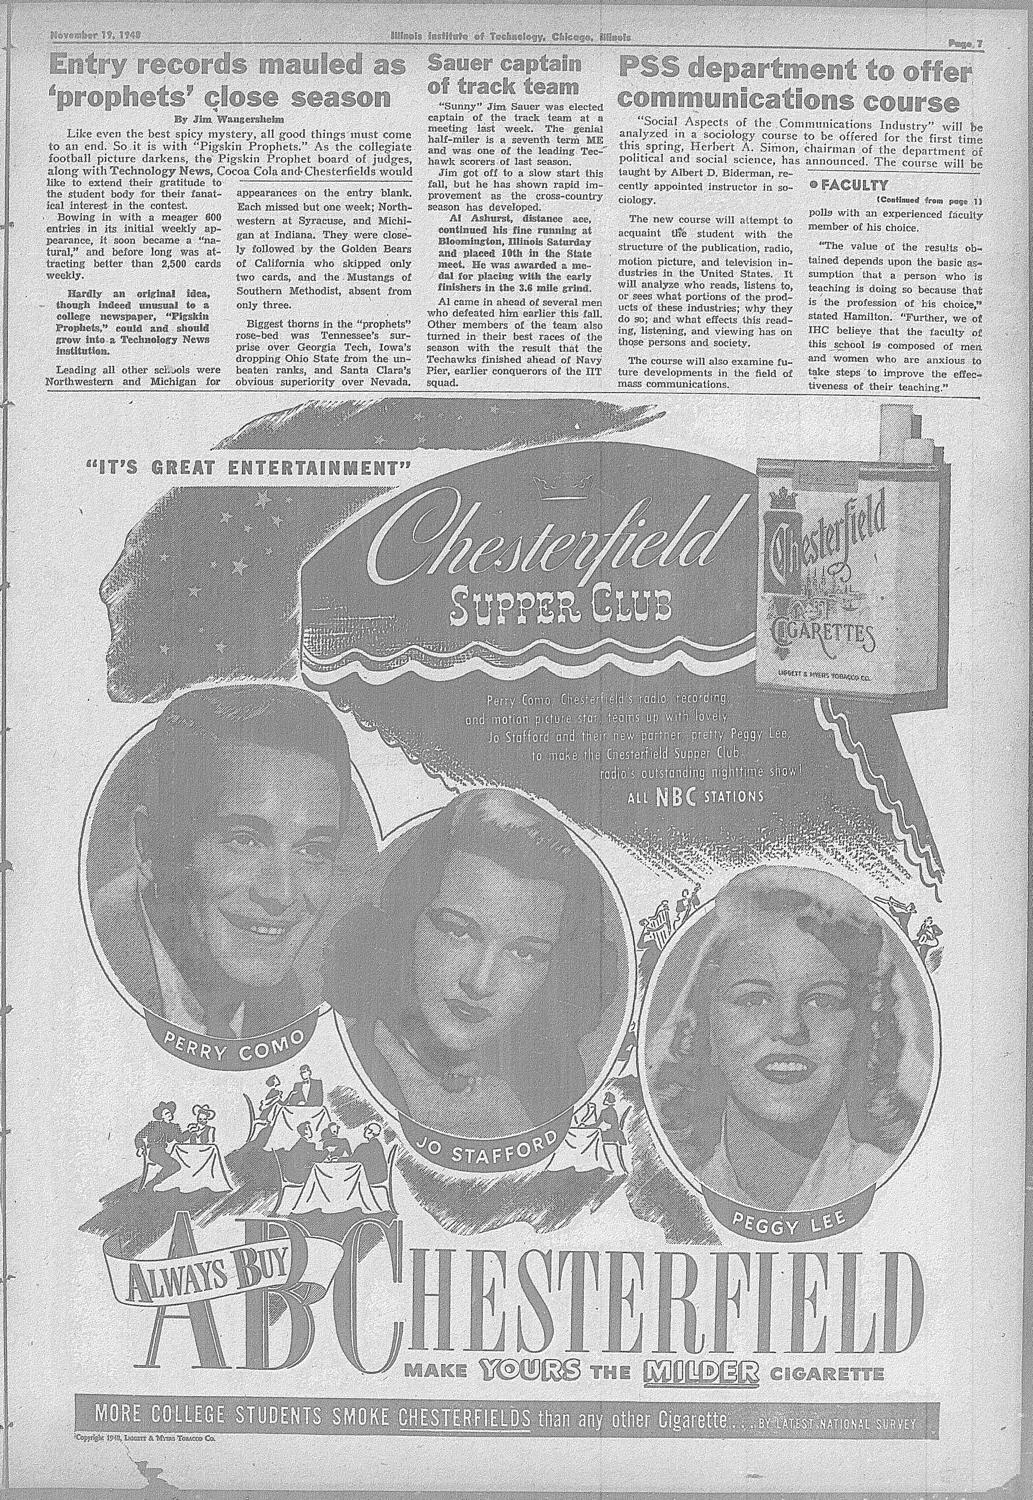 November 19, 1948
Illinois Institute of Technology, Chicago, Illinois
Page 7
Entry records mauled as
'prophets' close season
By Jim Wangersheim
Like even the best spicy mystery, all good things must come
to an end. So it is with "Pigskin Prophets." As the collegiate
football picture darkens, the Pigskin Prophet board of judges,
along with Technology News, Cocoa Cola and Chesterfields would
like to extend their gratitude to
the student body for their fanat-
ical interest in the contest.
Bowing in with a meager 600
entries in its initial weekly ap-
pearance, it soon became a "na-
tural," and before long was at-
tracting better than 2,500 cards
weekly.
Hardly an original idea,
though indeed unusual to a
college newspaper, "Pigskin
Prophets," could and should
grow into a Technology News
institution.
Leading all other schools were
Northwestern and Michigan for
appearances on the entry blank.
Each missed but one week; North-
western at Syracuse, and Michi-
gan at Indiana. They were close-
ly followed by the Golden Bears
of California who skipped only
two cards, and the Mustangs of
Southern Methodist, absent from
only three.
Biggest thorns in the "prophets"
rose-bed was Tennessee's sur-
prise over Georgia Tech, Iowa's
dropping Ohio State from the un-
beaten ranks, and Santa Clara's
obvious superiority over Nevada.
Sauer captain
of track team
"Sunny" Jim Sauer was elected
captain of the track team at a
meeting last week. The genial
half-miler is a seventh term ME
and was one of the leading Tec-
hawk scorers of last season.
Jim got off to a slow start this
fall, but he has shown rapid im-
provement as the cross-country
season has developed.
Al Ashurst, distance ace,
continued his fine running at
Bloomington, Illinois Saturday
and placed 10th in the State
meet. He was awarded a me-
dal for placing with the early
finishers in the 3.6 mile grind.
Al came in ahead of several men
who defeated him earlier this fall.
Other members of the team also
turned in their best races of the
season with the result that the
Techawks finished ahead of Navy
Pier, earlier conquerors of the IIT
squad.
PSS department to offer
communications course
"Social Aspects of the Communications Industry" will be
analyzed in a sociology course to be offered for the first time
this spring, Herbert A. Simon, chairman of the department of
political and social science, has announced. The course will be
taught by Albert D. Biderman, re-
cently appointed instructor in so-
ciology.
The new course will attempt to
acquaint the student with the
structure of the publication, radio,
motion picture, and television in-
dustries in the United States. It
will analyze who reads, listens to,
or sees what portions of the prod-
ucts of these industries; why they
do so; and what effects this read-
ing, listening, and viewing has on
those persons and society.
The course will also examine fu-
ture developments in the field of
mass communications.
• FACULTY
(Continued from page 1)
polls with an experienced faculty
member of his choice.
"The value of the results ob-
tained depends upon the basic as-
sumption that a person who is
teaching is doing so because that
is the profession of his choice,"
stated Hamilton. "Further, we of
IHC believe that the faculty of
this school is composed of men
and women who are anxious to
take steps to improve the effec-
tiveness of their teaching."
"IT'S GREAT ENTERTAINMENT"
Chesterfield
SUPPER CLUB
Chesterfield
CIGARETTES
LIGGETT & MYERS TOBACCO CO.
Perry Como, Chesterfield's radio, recording,
and motion picture star, teams up with lovely
Jo Stafford and their new partner, pretty Peggy Lee,
to make the Chesterfield Supper Club
radio's outstanding nighttime show!
ALL NBC STATIONS
PERRY COMO
JO STAFFORD
PEGGY LEE
ALWAYS BUY
ABCHESTERFIELD
MAKE YOURS THE MILDER CIGARETTE
MORE COLLEGE STUDENTS SMOKE CHESTERFIELDS than any other Cigarette . . . BY LATEST NATIONAL SURVEY
Copyright 1948, LIGGETT & MYERS TOBACCO CO.